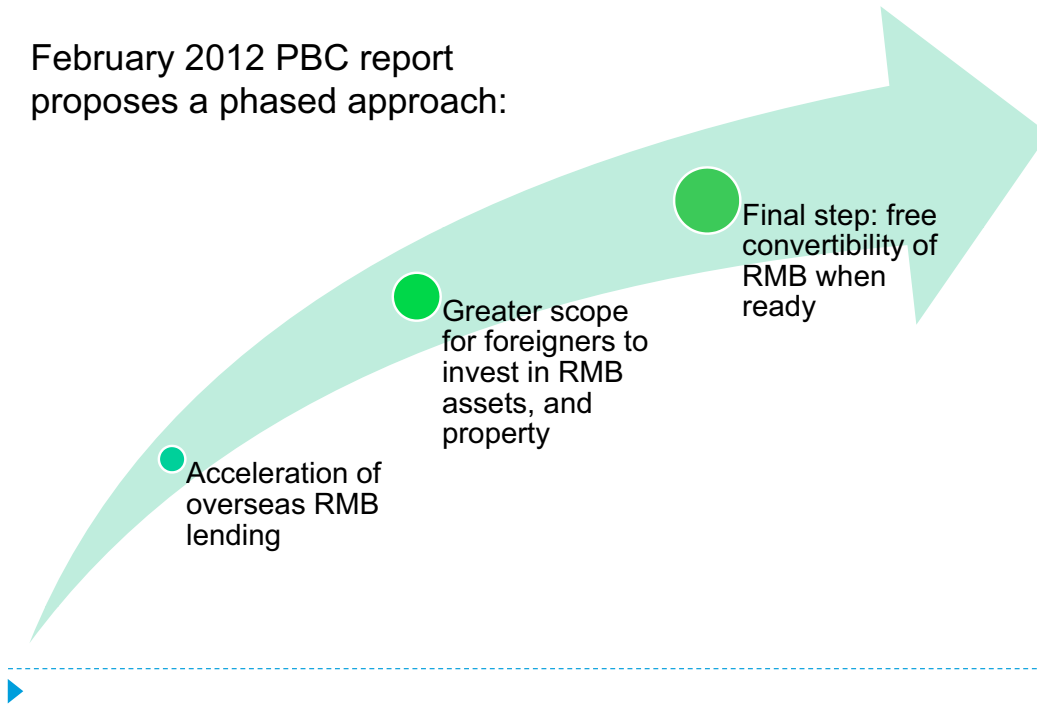 February 2012 PBC report
proposes a phased approach:
Acceleration of
overseas RMB
lending
Greater scope
for foreigners to
invest in RMB
assets, and
property
Final step: free
convertibility of
RMB when
ready